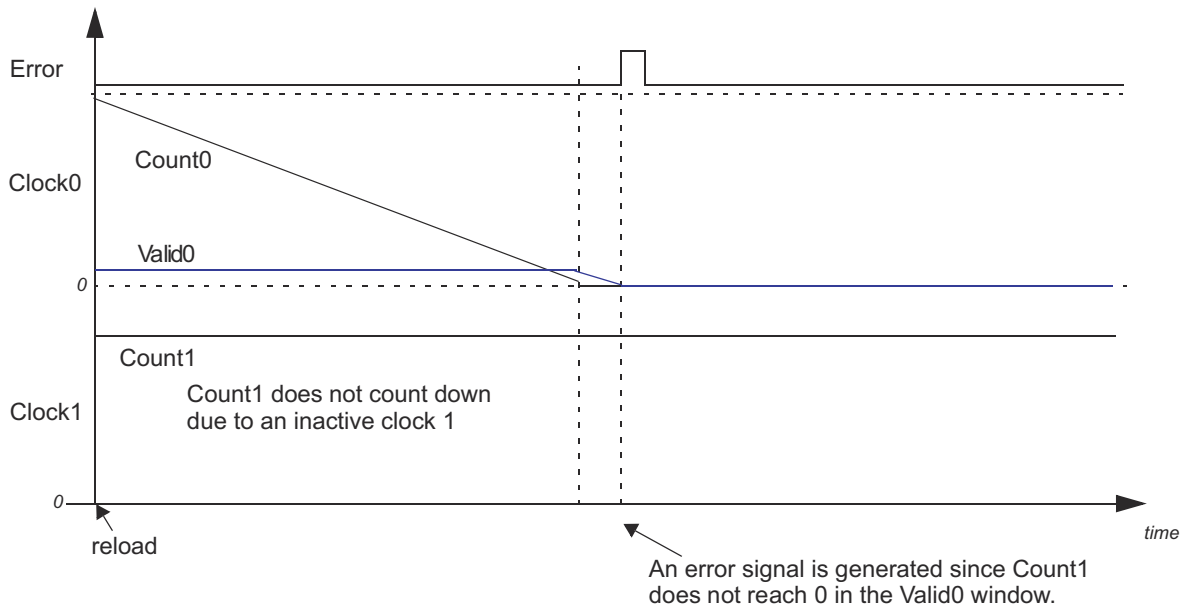 Error
Count0
Clock0
Valid0
0
Count1
Count1 does not count down
due to an inactive clock 1
Clock1
0
reload
time
An error signal is generated since Count1
does not reach 0 in the Valid0 window.